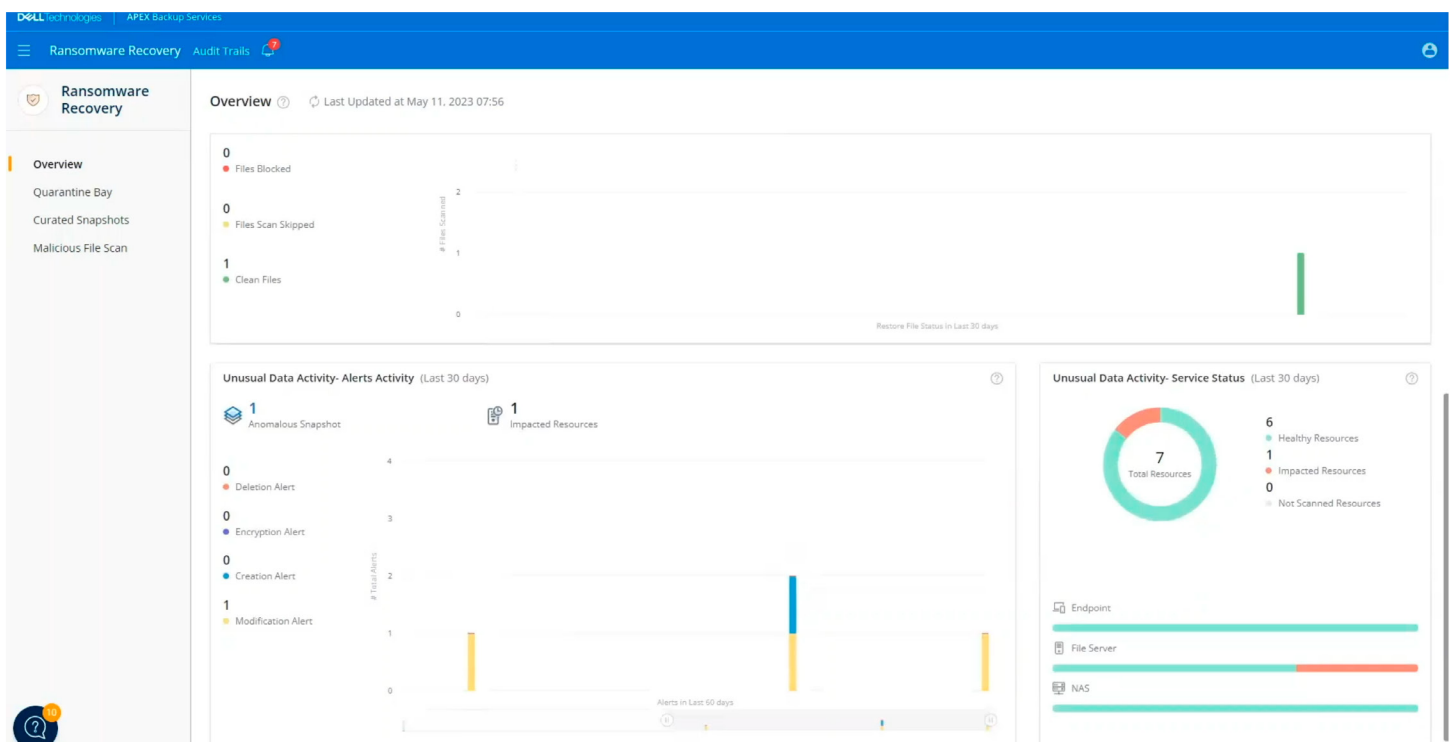 DELL Technologies APEX Backup Services
Ransomware Recovery Audit Trails 7
Ransomware
Recovery
Overview
Quarantine Bay
Curated Snapshots
Malicious File Scan
10
Overview Last Updated at May 11, 2023 07:56
0
Files Blocked
0
Files Scan Skipped
1
Clean Files
# Files Scanned
2
1
0
Restore File Status in Last 30 days
Unusual Data Activity- Alerts Activity (Last 30 days)
1
Anomalous Snapshot
1
Impacted Resources
0
Deletion Alert
0
Encryption Alert
0
Creation Alert
1
Modification Alert
# Total Alerts
4
3
2
1
0
Alerts in Last 60 days
Unusual Data Activity- Service Status (Last 30 days)
7
Total Resources
6
Healthy Resources
1
Impacted Resources
0
Not Scanned Resources
Endpoint
File Server
NAS